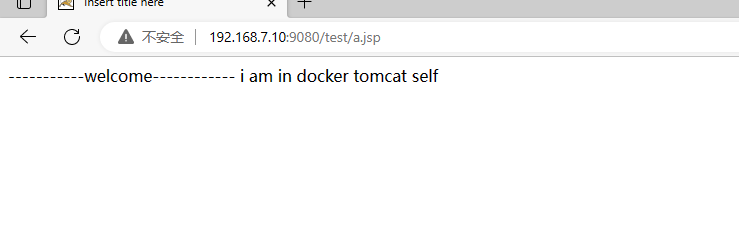 Insert title here
不安全 192.168.7.10:9080/test/a.jsp
-----------welcome------------ i am in docker tomcat self